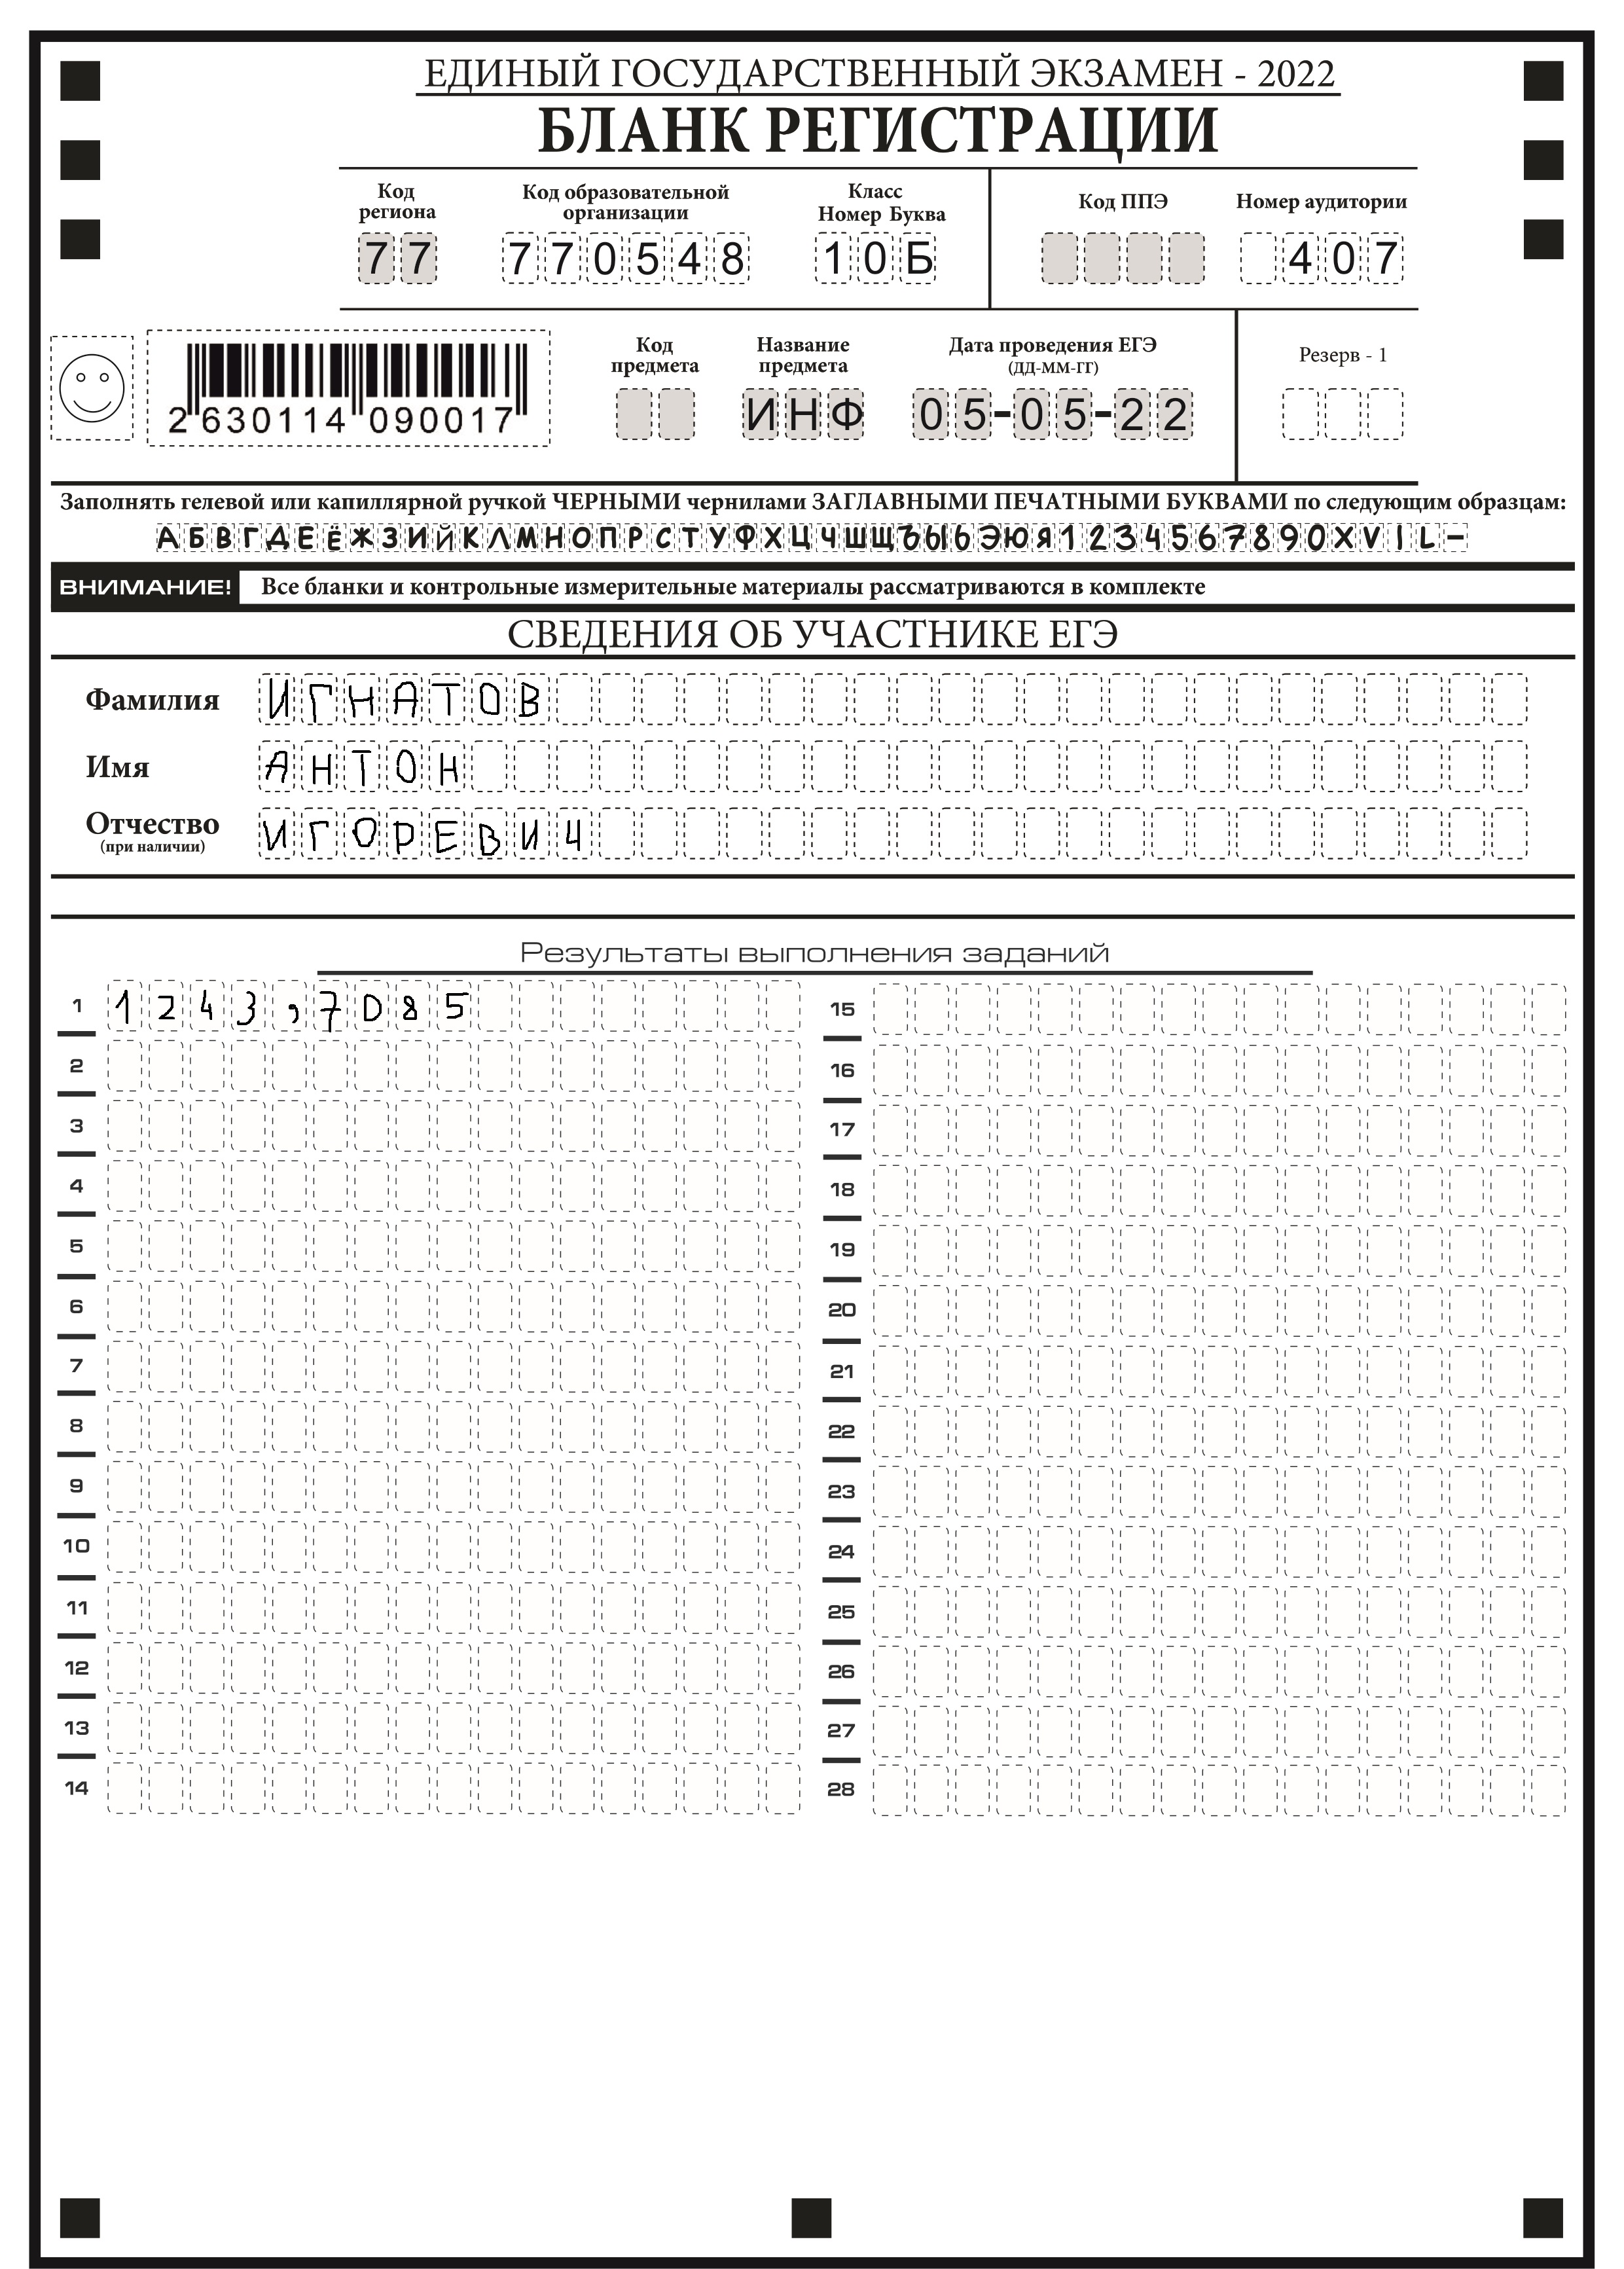 ЕДИНЫЙ ГОСУДАРСТВЕННЫЙ ЭКЗАМЕН - 2022
БЛАНК РЕГИСТРАЦИИ
Код региона
Код образовательной организации
Класс
Номер Буква
Код ППЭ
Номер аудитории
77
770548
10Б
407
Код предмета
Название предмета
Дата проведения ЕГЭ
(ДД-ММ-ГГ)
Резерв - 1
2 630114 090017
ИНФ
05-05-22
Заполнять гелевой или капиллярной ручкой ЧЕРНЫМИ чернилами ЗАГЛАВНЫМИ ПЕЧАТНЫМИ БУКВАМИ по следующим образцам:
АБВГДЕЁЖЗИЙКЛМНОПРСТУФХЦЧШЩЪЫЬЭЮЯ1234567890XVIL-
ВНИМАНИЕ! Все бланки и контрольные измерительные материалы рассматриваются в комплекте
СВЕДЕНИЯ ОБ УЧАСТНИКЕ ЕГЭ
Фамилия ИГНАТОВ
Имя АНТОН
Отчество ИГОРЕВИЧ
(при наличии)
Результаты выполнения заданий
1 1243,7085
2
3
4
5
6
7
8
9
10
11
12
13
14
15
16
17
18
19
20
21
22
23
24
25
26
27
28